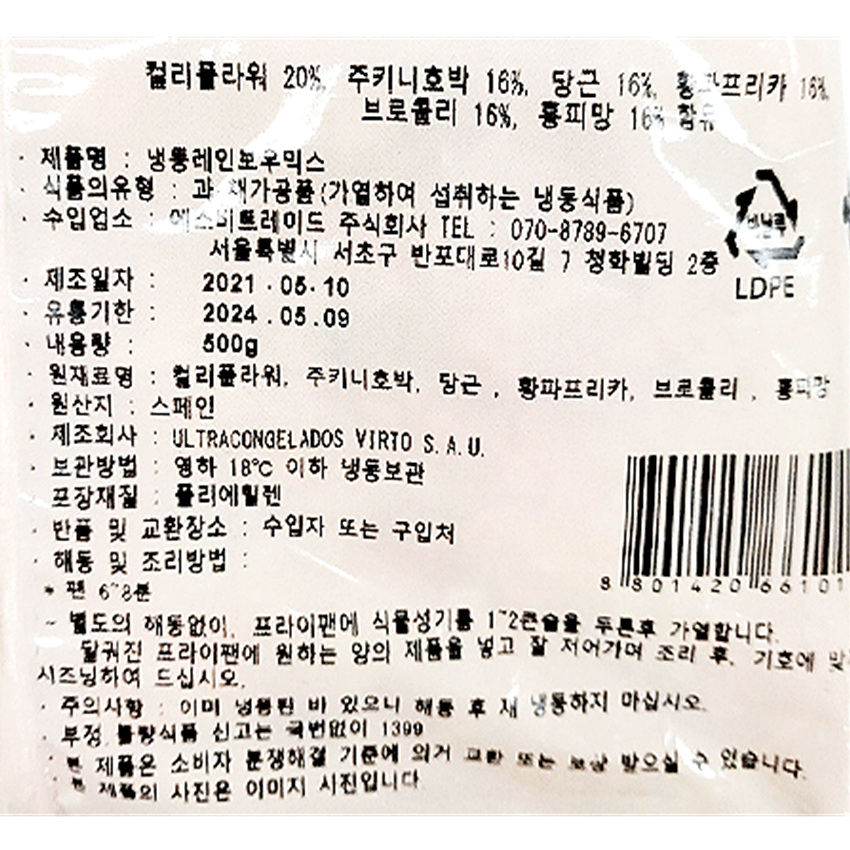 컬리플라워 20%, 주키니호박 16%, 당근 16%, 황파프리카 16%,
브로콜리 16%, 홍피망 16% 함유
· 제품명 : 냉동레인보우믹스
· 식품의유형 : 과.채가공품(가열하여 섭취하는 냉동식품)
· 수입업소 : 에스비트레이드 주식회사 TEL : 070-8789-6707
서울특별시 서초구 반포대로10길 7 청화빌딩 2층
비닐류
LDPE
· 제조일자 : 2021.05.10
· 유통기한 : 2024.05.09
· 내용량 : 500g
· 원재료명 : 컬리플라워, 주키니호박, 당근, 황파프리카, 브로콜리, 홍피망
· 원산지 : 스페인
· 제조회사 : ULTRACONGELADOS VIRTO S.A.U.
· 보관방법 : 영하 18℃ 이하 냉동보관
· 포장재질 : 폴리에틸렌
· 반품 및 교환장소 : 수입자 또는 구입처
· 해동 및 조리방법 :
8 801420 66101
* 팬 6~8분
~ 별도의 해동없이, 프라이팬에 식물성기름 1~2큰술을 두른후 가열합니다.
달궈진 프라이팬에 원하는 양의 제품을 넣고 잘 저어가며 조리 후, 기호에 맞
시즈닝하여 드십시오.
· 주의사항 : 이미 냉동된 바 있으니 해동 후 재 냉동하지 마십시오.
· 부정,불량식품 신고는 국번없이 1399
· 본 제품은 소비자 분쟁해결 기준에 의거 교환 또는 보상 받으실 수 있습니다.
· 본 제품의 사진은 이미지 사진입니다